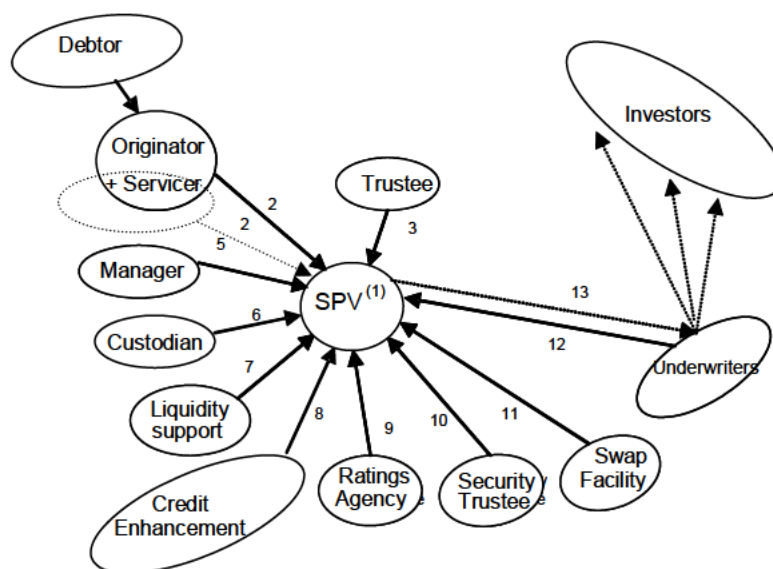 Debtor
Investors
Originator
+ Servicer
Trustee
2
2
3
5
Manager
SPV(1)
13
Custodian
6
12
Underwriters
7
Liquidity
support
8
9
10
11
Swap
Facility
Credit
Enhancement
Ratings
Agency
Security
Trustee